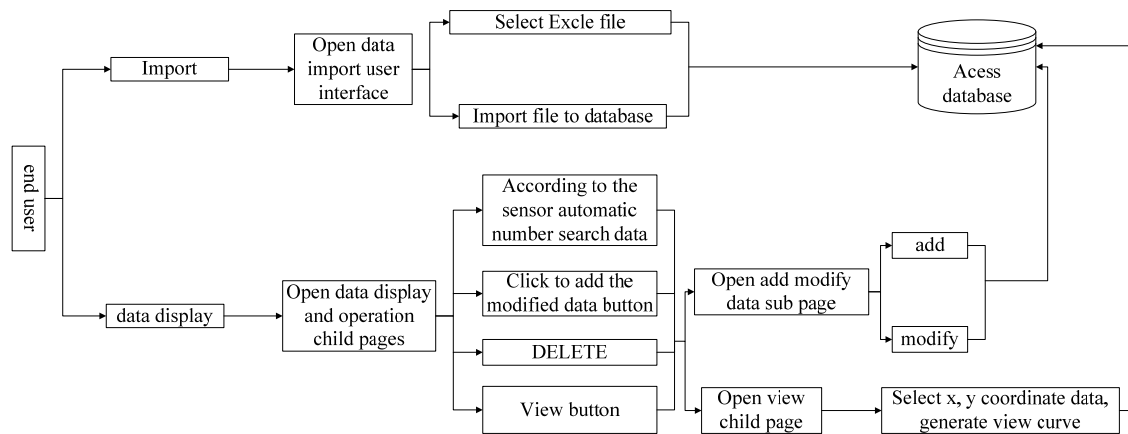 end user
Import
Open data
import user
interface
Select Excle file
Import file to database
Acess
database
data display
Open data display
and operation
child pages
According to the
sensor automatic
number search data
Click to add the
modified data button
DELETE
View button
Open add modify
data sub page
add
modify
Open view
child page
Select x, y coordinate data,
generate view curve